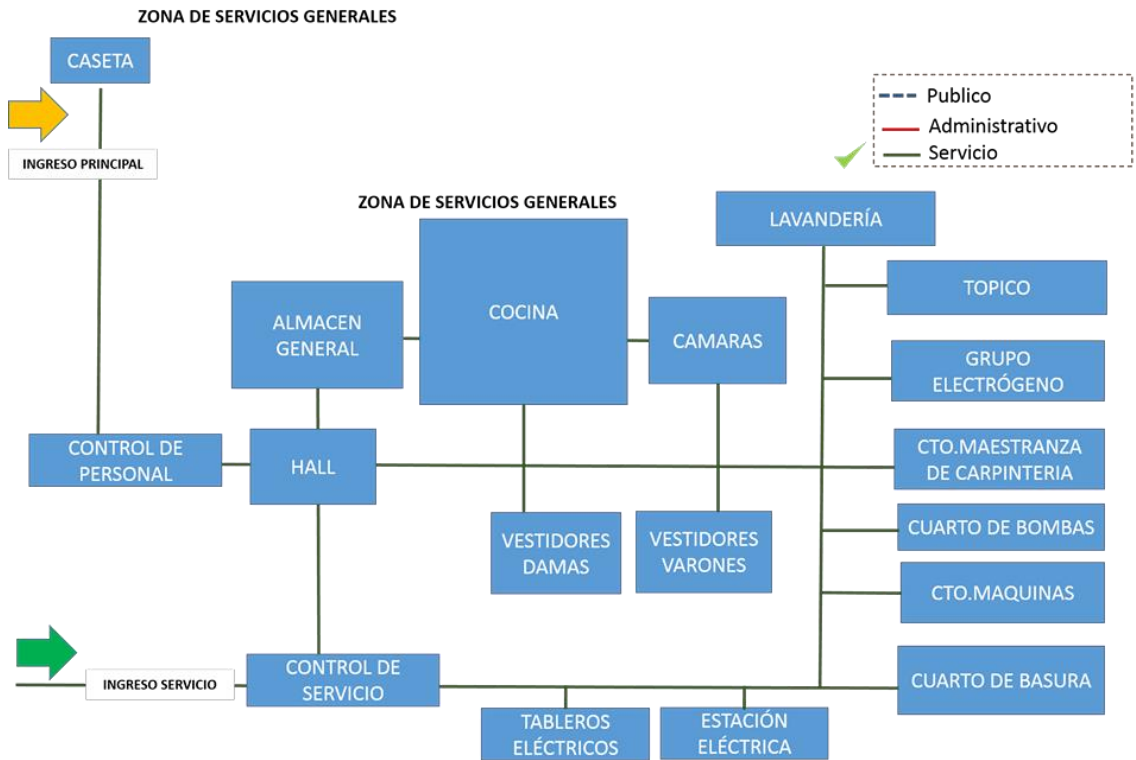 ZONA DE SERVICIOS GENERALES
CASETA
INGRESO PRINCIPAL
Publico
Administrativo
Servicio
ZONA DE SERVICIOS GENERALES
LAVANDERÍA
TOPICO
COCINA
ALMACEN
GENERAL
CAMARAS
GRUPO
ELECTRÓGENO
CONTROL DE
PERSONAL
HALL
CTO.MAESTRANZA
DE CARPINTERIA
VESTIDORES
DAMAS
VESTIDORES
VARONES
CUARTO DE BOMBAS
CTO.MAQUINAS
INGRESO SERVICIO
CONTROL DE
SERVICIO
CUARTO DE BASURA
TABLEROS
ELÉCTRICOS
ESTACIÓN
ELÉCTRICA